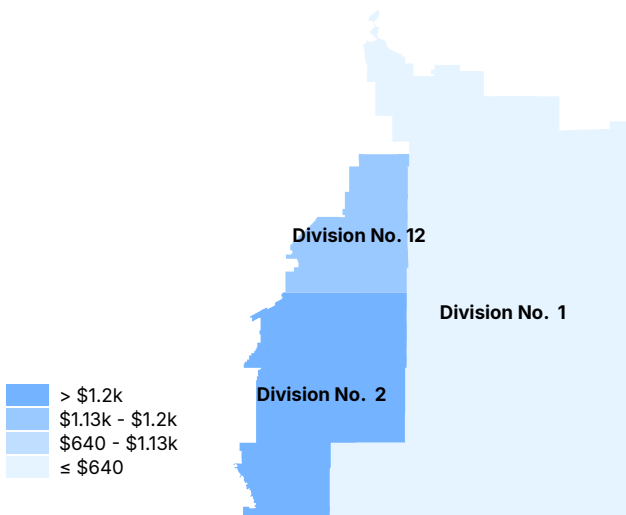 Division No. 12
Division No. 1
Division No. 2
> $1.2k
$1.13k - $1.2k
$640 - $1.13k
≤ $640